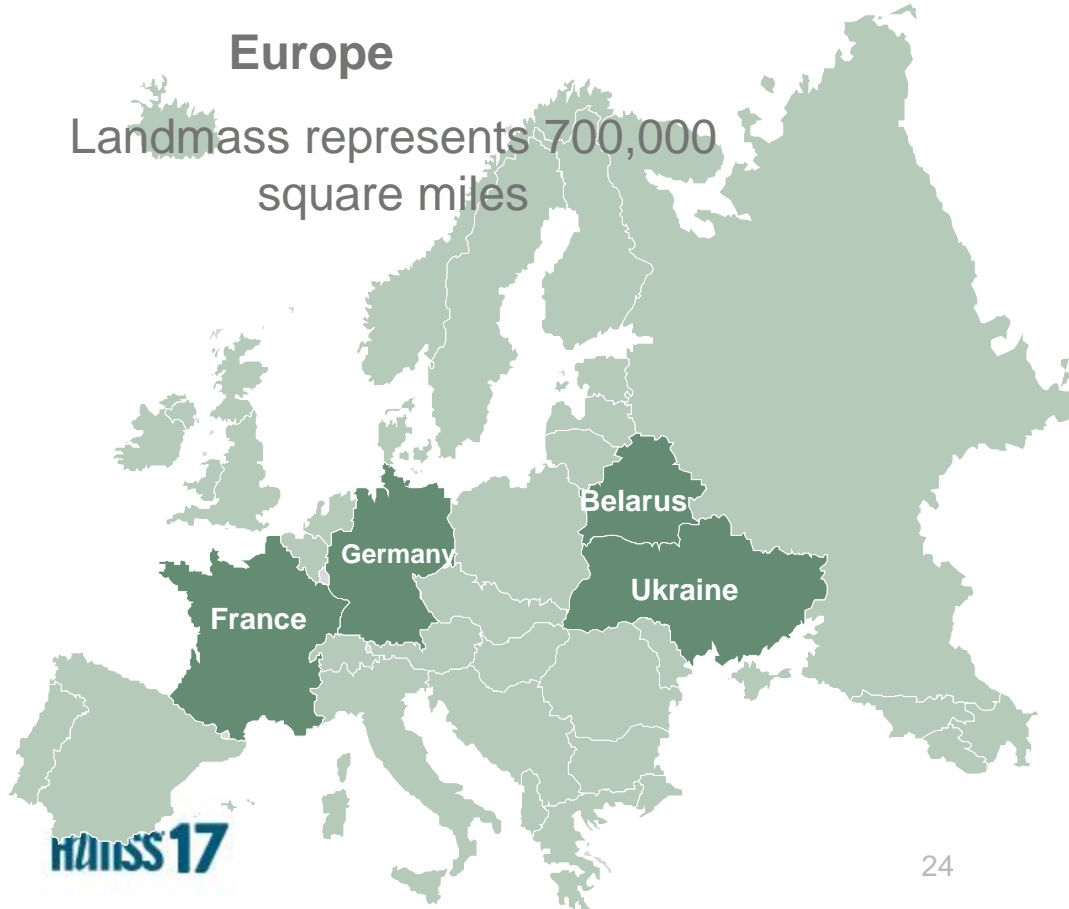 Europe
Landmass represents 700,000
square miles
Belarus
Germany
Ukraine
France
HIMSS17
24